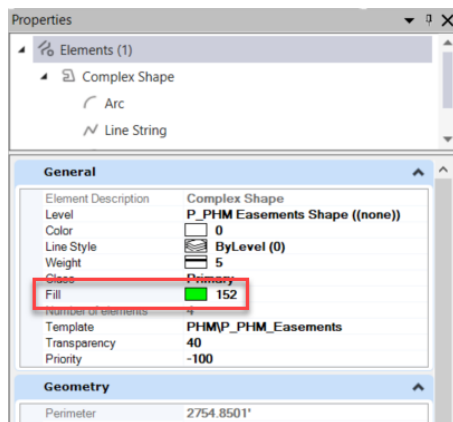 Properties
Elements (1)
Complex Shape
Arc
Line String
General
Element Description Complex Shape
Level P_PHM Easements Shape ((none))
Color 0
Line Style ByLevel (0)
Weight 5
Class Primary
Fill 152
Number of elements 4
Template PHM\P_PHM_Easements
Transparency 40
Priority -100
Geometry
Perimeter 2754.8501'